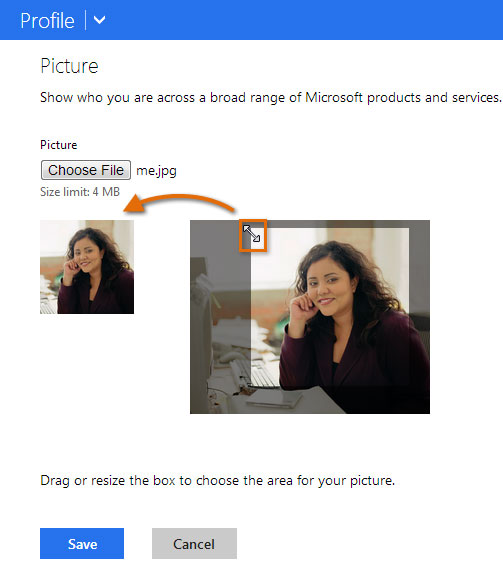 Profile
Picture
Show who you are across a broad range of Microsoft products and services.
Picture
Choose File me.jpg
Size limit: 4 MB
Drag or resize the box to choose the area for your picture.
Save Cancel